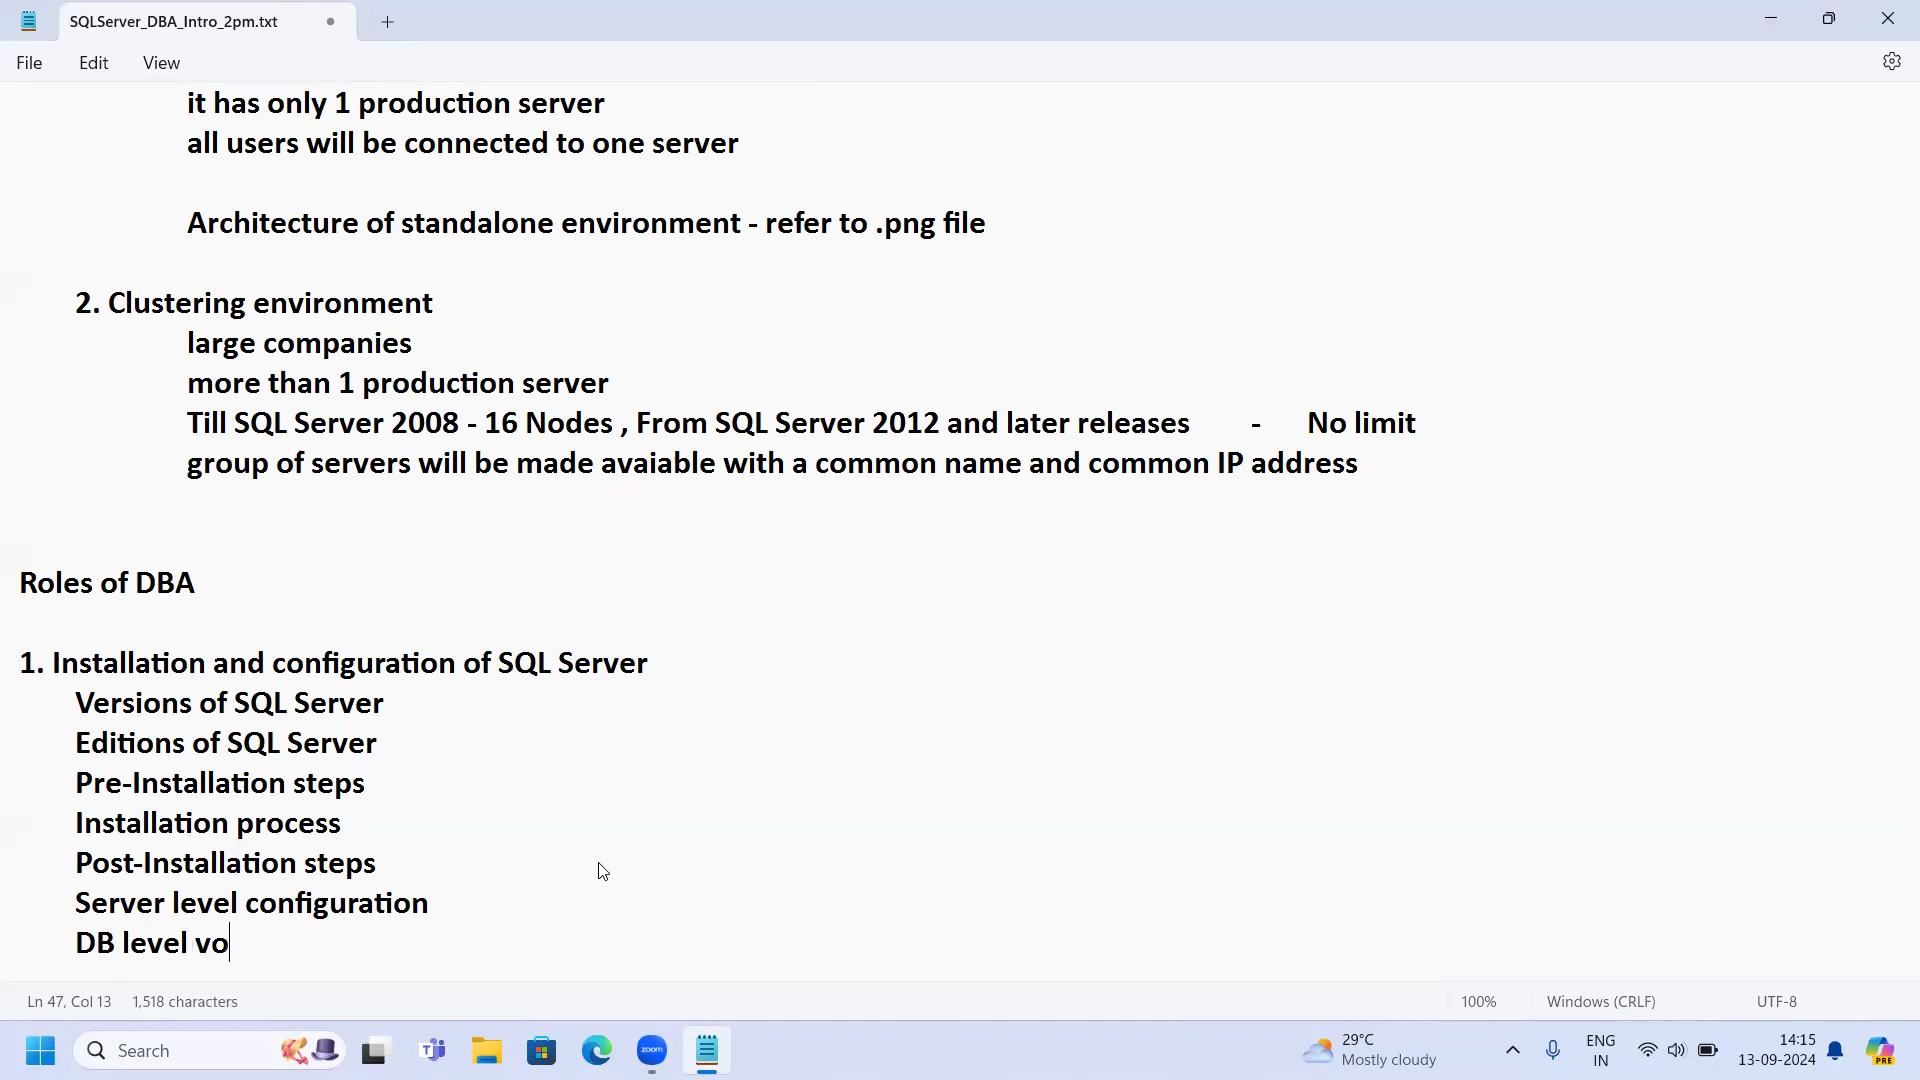 SQLServer_DBA_Intro_2pm.txt
File Edit View
it has only 1 production server
all users will be connected to one server
Architecture of standalone environment - refer to .png file
2. Clustering environment
large companies
more than 1 production server
Till SQL Server 2008 - 16 Nodes , From SQL Server 2012 and later releases - No limit
group of servers will be made avaiable with a common name and common IP address
Roles of DBA
1. Installation and configuration of SQL Server
Versions of SQL Server
Editions of SQL Server
Pre-Installation steps
Installation process
Post-Installation steps
Server level configuration
DB level vo
Ln 47, Col 13 1,518 characters 100% Windows (CRLF) UTF-8
Search zoom 29°C Mostly cloudy ENG IN 14:15 13-09-2024 PRE